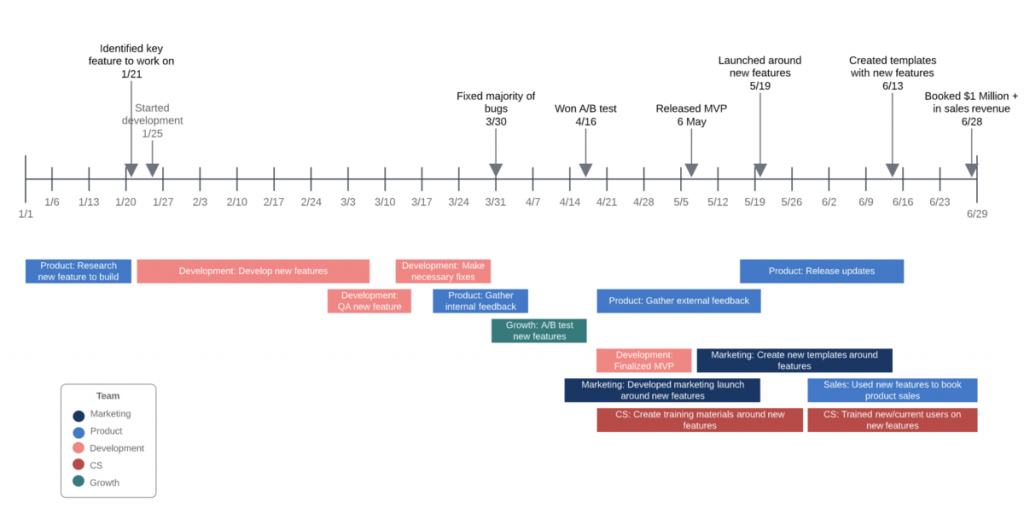 Identified key
feature to work on
1/21
Started
development
1/25
Fixed majority of
bugs
3/30
Won A/B test
4/16
Released MVP
6 May
Launched around
new features
5/19
Created templates
with new features
6/13
Booked $1 Million +
in sales revenue
6/28
1/1
1/6
1/13
1/20
1/27
2/3
2/10
2/17
2/24
3/3
3/10
3/17
3/24
3/31
4/7
4/14
4/21
4/28
5/5
5/12
5/19
5/26
6/2
6/9
6/16
6/23
6/29
Product: Research
new feature to build
Development: Develop new features
Development: Make
necessary fixes
Product: Release updates
Development:
QA new feature
Product: Gather
internal feedback
Product: Gather external feedback
Growth: A/B test
new features
Development:
Finalized MVP
Marketing: Create new templates around
features
Marketing: Developed marketing launch
around new features
Sales: Used new features to book
product sales
CS: Create training materials around new
features
CS: Trained new/current users on
new features
Team
Marketing
Product
Development
CS
Growth